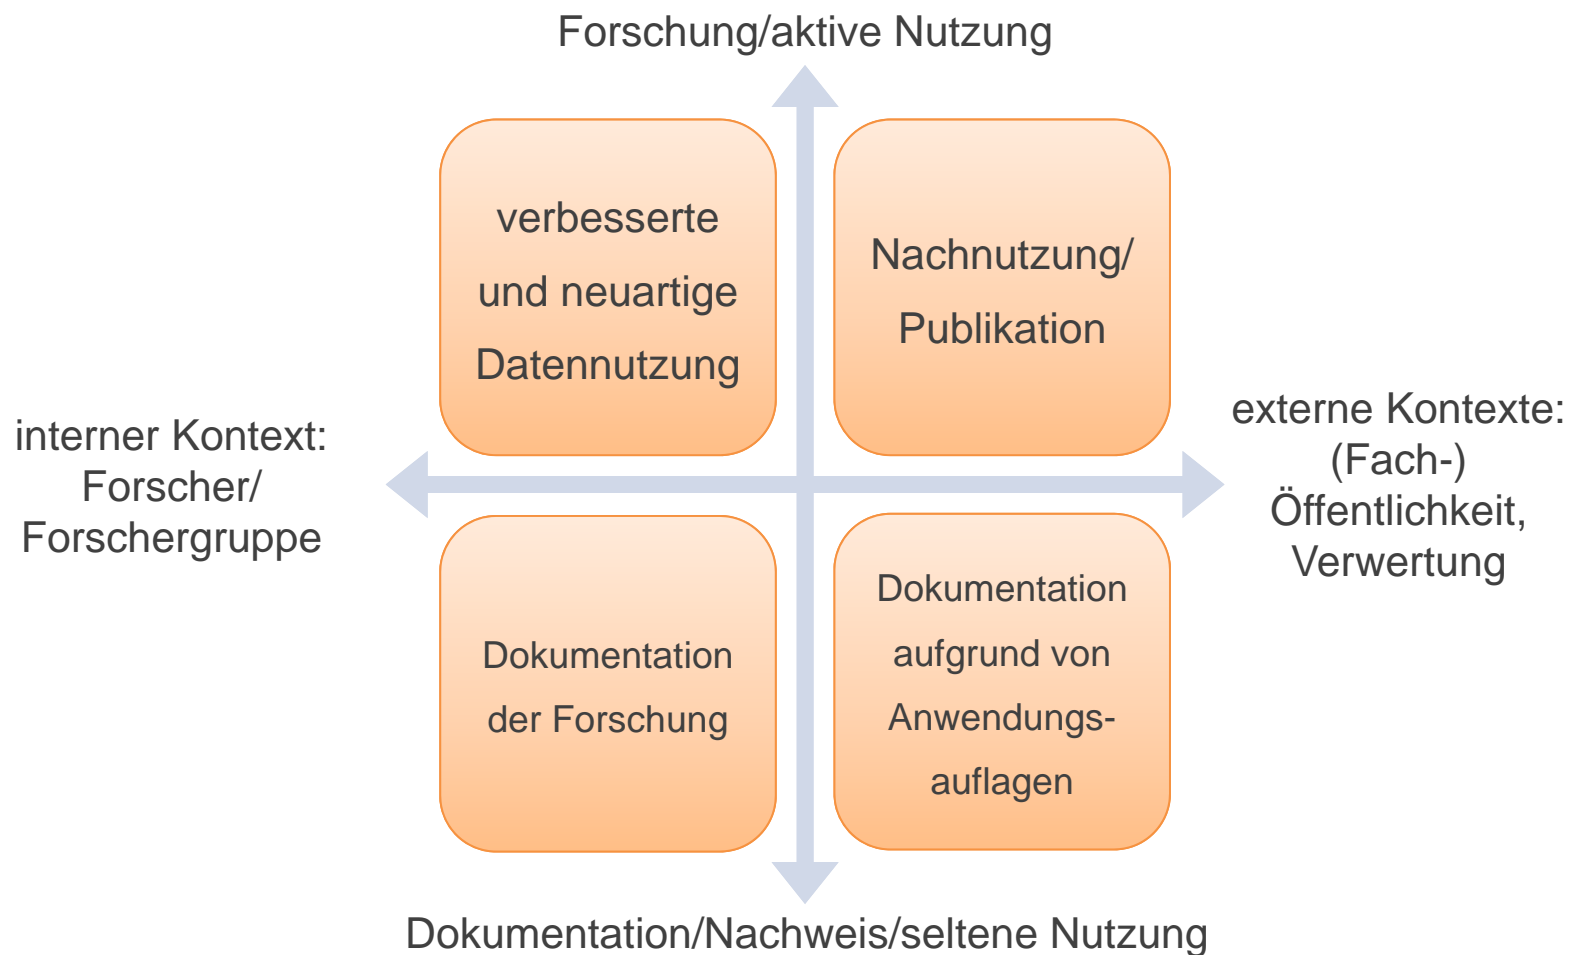 Forschung/aktive Nutzung
verbesserte
und neuartige
Datennutzung
Nachnutzung/
Publikation
interner Kontext:
Forscher/
Forschergruppe
externe Kontexte:
(Fach-)
Öffentlichkeit,
Verwertung
Dokumentation
der Forschung
Dokumentation
aufgrund von
Anwendungs-
auflagen
Dokumentation/Nachweis/seltene Nutzung